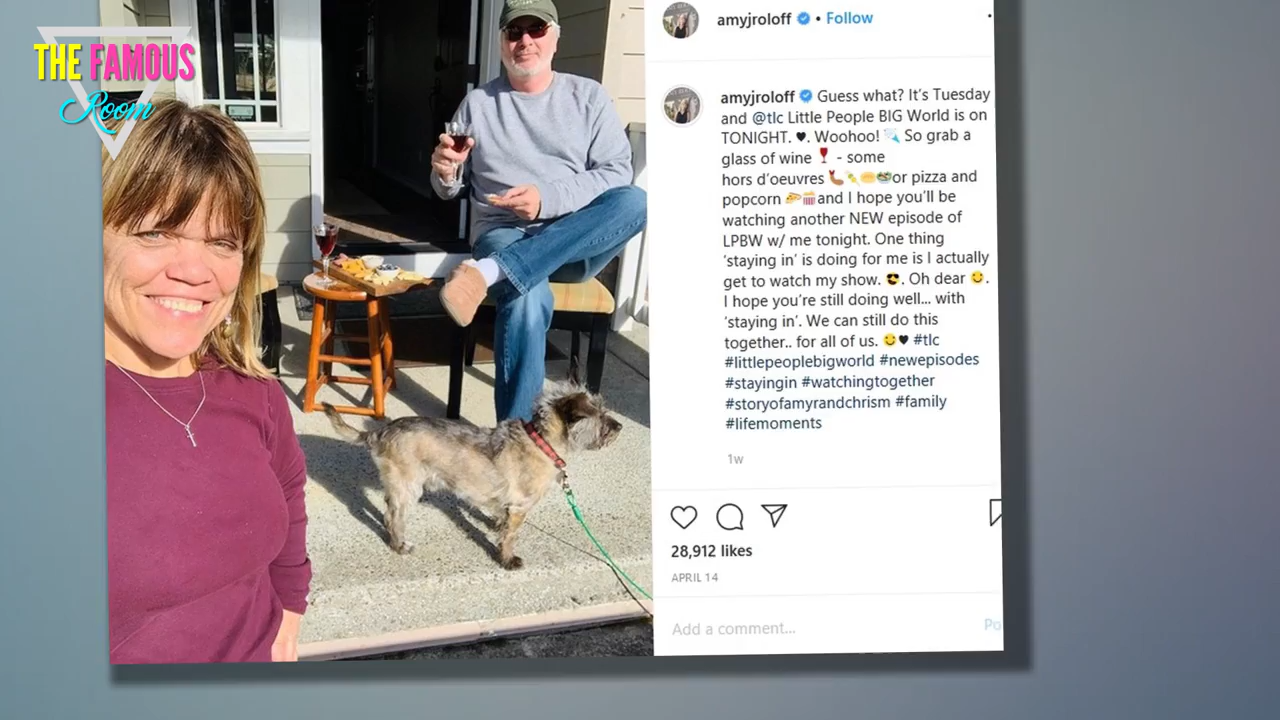 THE FAMOUS
Room
amyjroloff • Follow
amyjroloff Guess what? It's Tuesday
and @tlc Little People BIG World is on
TONIGHT. 🖤. Woohoo! 🎉 So grab a
glass of wine 🍷 - some
hors d'oeuvres 🍤🍡🥯🥗or pizza and
popcorn 🍕🍿and I hope you'll be
watching another NEW episode of
LPBW w/ me tonight. One thing
'staying in' is doing for me is I actually
get to watch my show. 😎. Oh dear 😊.
I hope you're still doing well... with
'staying in'. We can still do this
together.. for all of us. 😊🖤 #tlc
#littlepeoplebigworld #newepisodes
#stayingin #watchingtogether
#storyofamyrandchrism #family
#lifemoments
1w
28,912 likes
APRIL 14
Add a comment...
Po